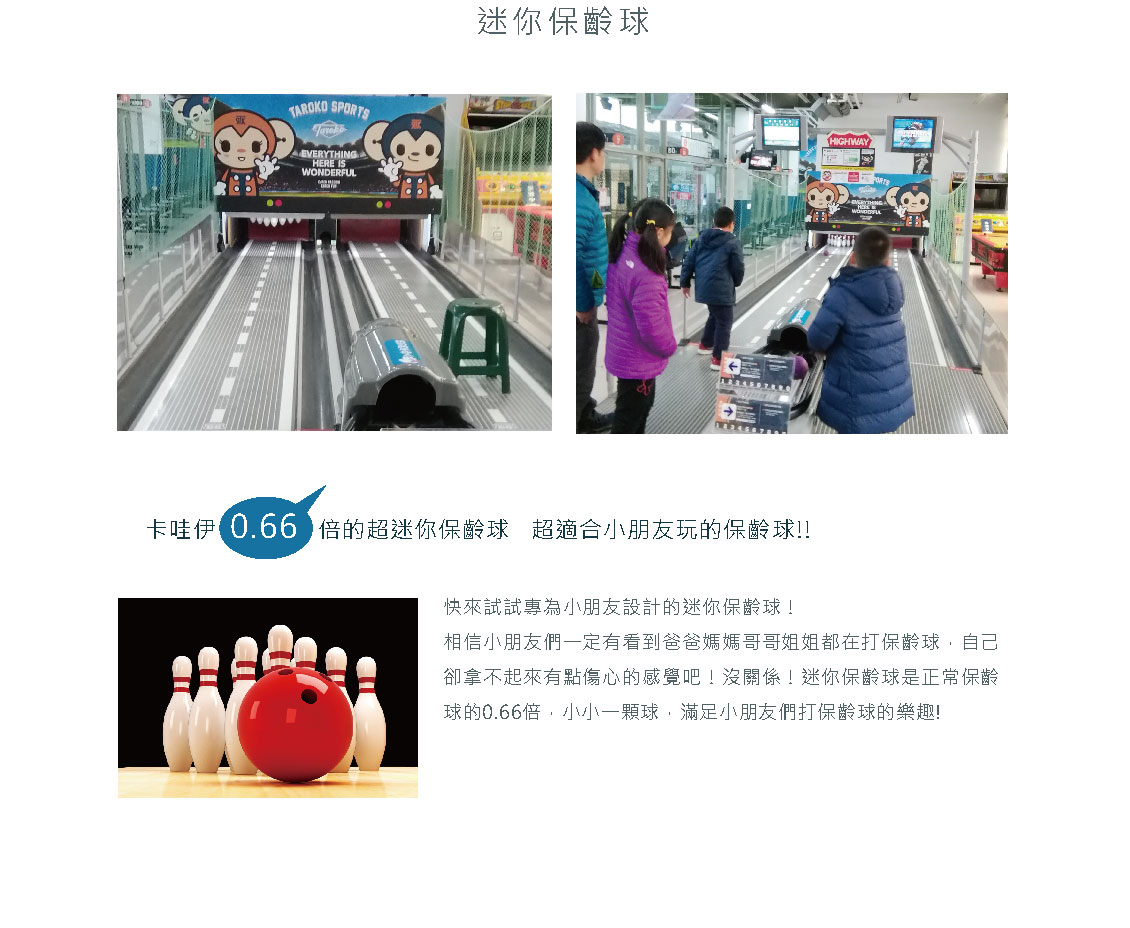 迷你保齡球
TAROKO SPORTS
Taroko
EVERYTHING
HERE IS
WONDERFUL
HIGHWAY
EVERYTHING
HERE IS
WONDERFUL
卡哇伊0.66倍的超迷你保齡球 超適合小朋友玩的保齡球!!
快來試試專為小朋友設計的迷你保齡球！
相信小朋友們一定有看到爸爸媽媽哥哥姐姐都在打保齡球，自己
卻拿不起來有點傷心的感覺吧！沒關係！迷你保齡球是正常保齡
球的0.66倍，小小一顆球，滿足小朋友們打保齡球的樂趣!